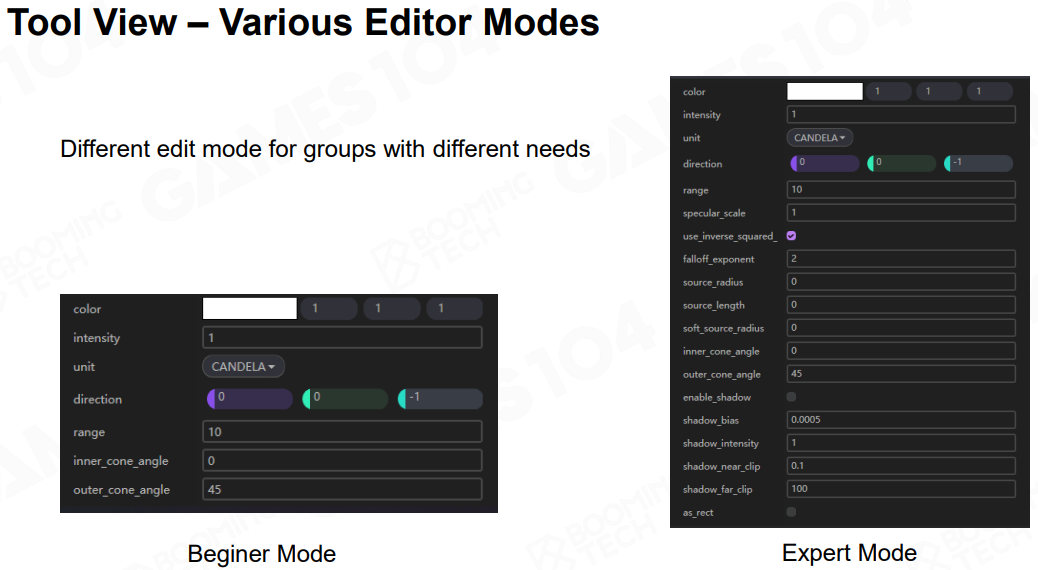 Tool View – Various Editor Modes
Different edit mode for groups with different needs
color 1 1 1
intensity 1
unit CANDELA
direction 0 0 -1
range 10
inner_cone_angle 0
outer_cone_angle 45
Beginer Mode
color 1 1 1
intensity 1
unit CANDELA
direction 0 0 -1
range 10
specular_scale 1
use_inverse_squared_
falloff_exponent 2
source_radius 0
source_length 0
soft_source_radius 0
inner_cone_angle 0
outer_cone_angle 45
enable_shadow
shadow_bias 0.0005
shadow_intensity 1
shadow_near_clip 0.1
shadow_far_clip 100
as_rect
Expert Mode
GAMES104
BOOMING
TECH